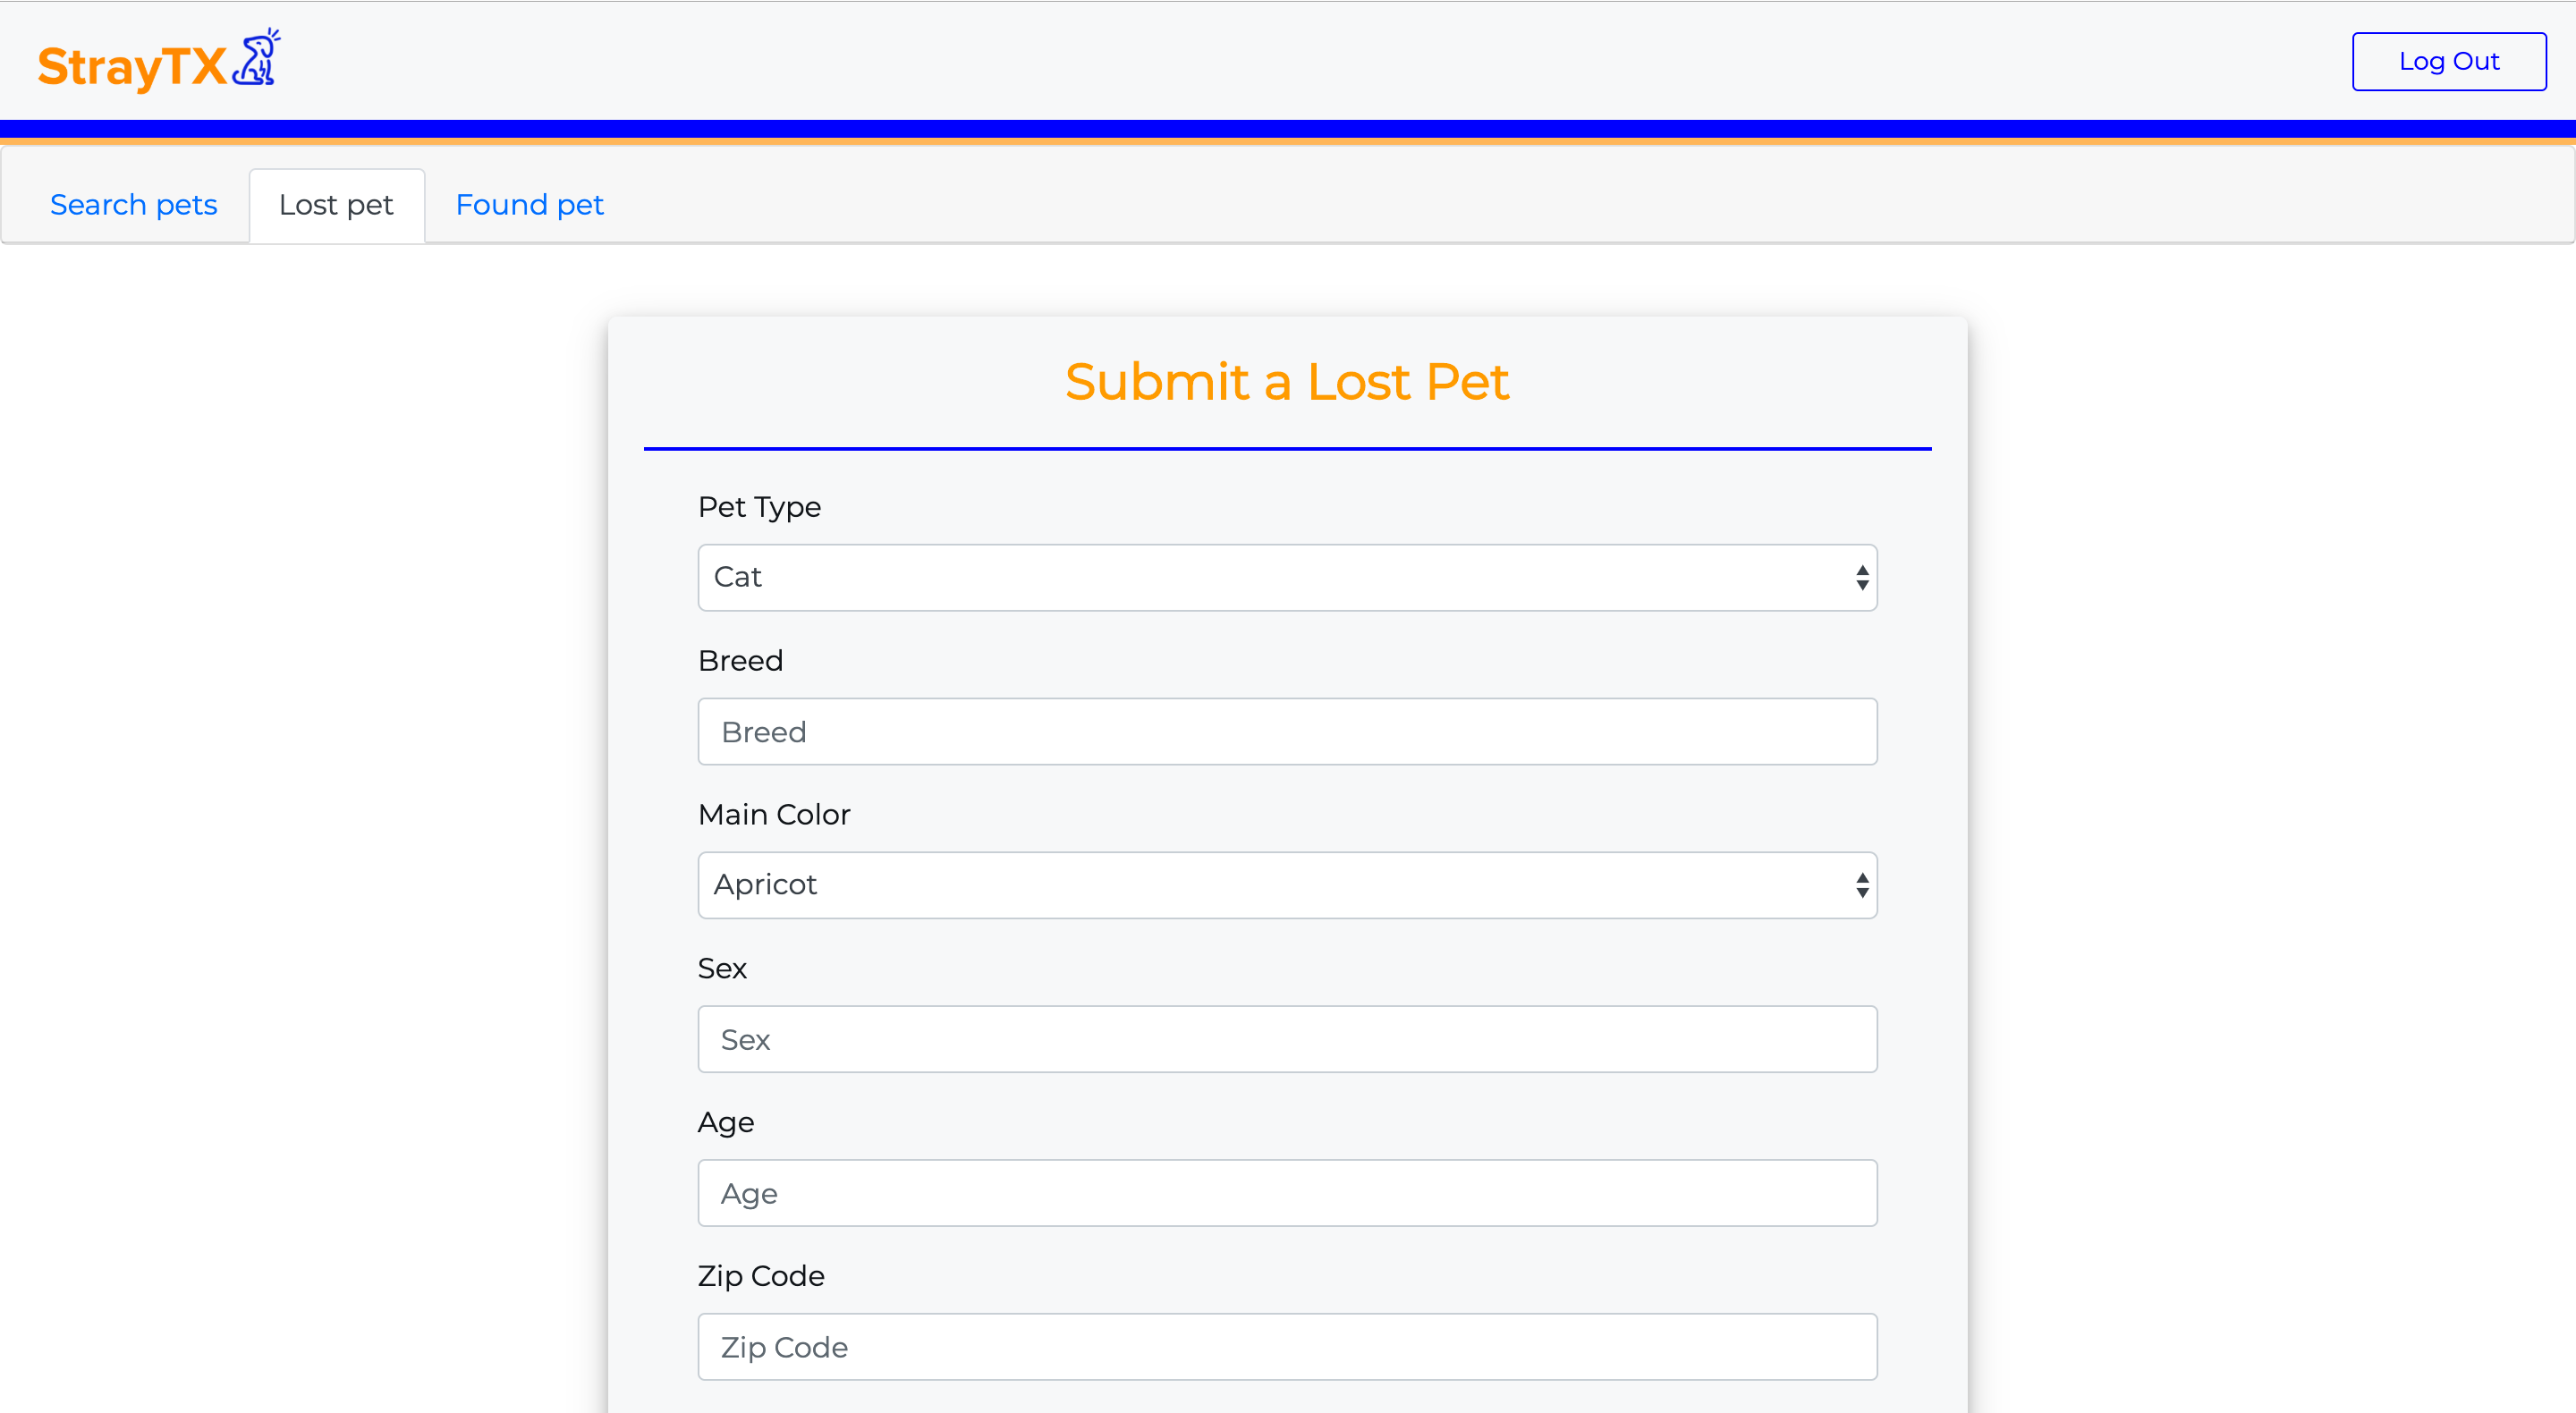 StrayTX
Log Out
Search pets
Lost pet
Found pet
Submit a Lost Pet
Pet Type
Cat
Breed
Breed
Main Color
Apricot
Sex
Sex
Age
Age
Zip Code
Zip Code